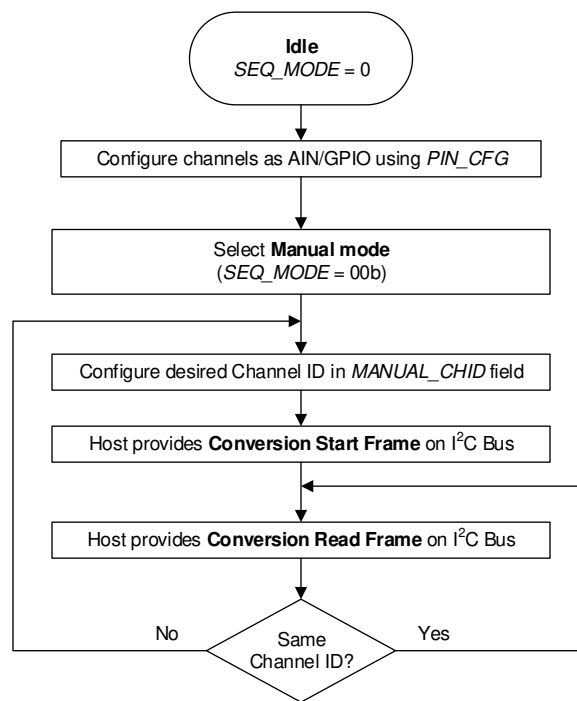 Idle
SEQ_MODE = 0
Configure channels as AIN/GPIO using PIN_CFG
Select Manual mode
(SEQ_MODE = 00b)
Configure desired Channel ID in MANUAL_CHID field
Host provides Conversion Start Frame on I²C Bus
Host provides Conversion Read Frame on I²C Bus
No
Same
Channel ID?
Yes